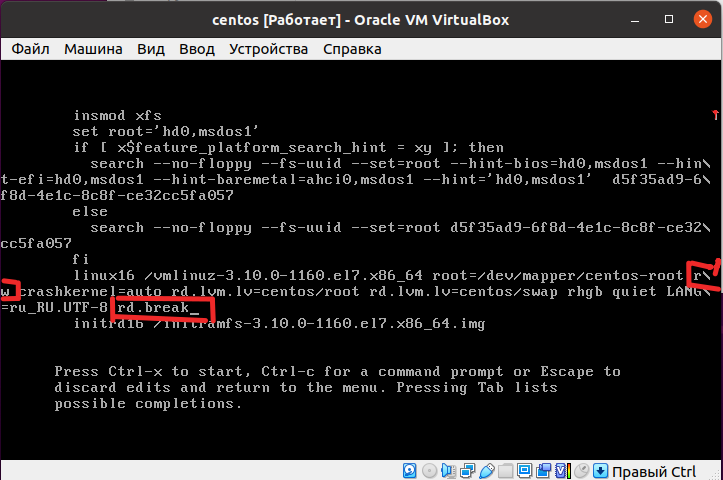 centos [Работает] - Oracle VM VirtualBox
Файл Машина Вид Ввод Устройства Справка
insmod xfs
set root='hd0,msdos1'
if [ x$feature_platform_search_hint = xy ]; then
search --no-floppy --fs-uuid --set=root --hint-bios=hd0,msdos1 --hin\
t-efi=hd0,msdos1 --hint-baremetal=ahci0,msdos1 --hint='hd0,msdos1'  d5f35ad9-6\
f8d-4e1c-8c8f-ce32cc5fa057
else
search --no-floppy --fs-uuid --set=root d5f35ad9-6f8d-4e1c-8c8f-ce32\
cc5fa057
fi
linux16 /vmlinuz-3.10.0-1160.el7.x86_64 root=/dev/mapper/centos-root r\
w crashkernel=auto rd.lvm.lv=centos/root rd.lvm.lv=centos/swap rhgb quiet LANG\
=ru_RU.UTF-8 rd.break_
initrd16 /initramfs-3.10.0-1160.el7.x86_64.img
Press Ctrl-x to start, Ctrl-c for a command prompt or Escape to
discard edits and return to the menu. Pressing Tab lists
possible completions.
Правый Ctrl